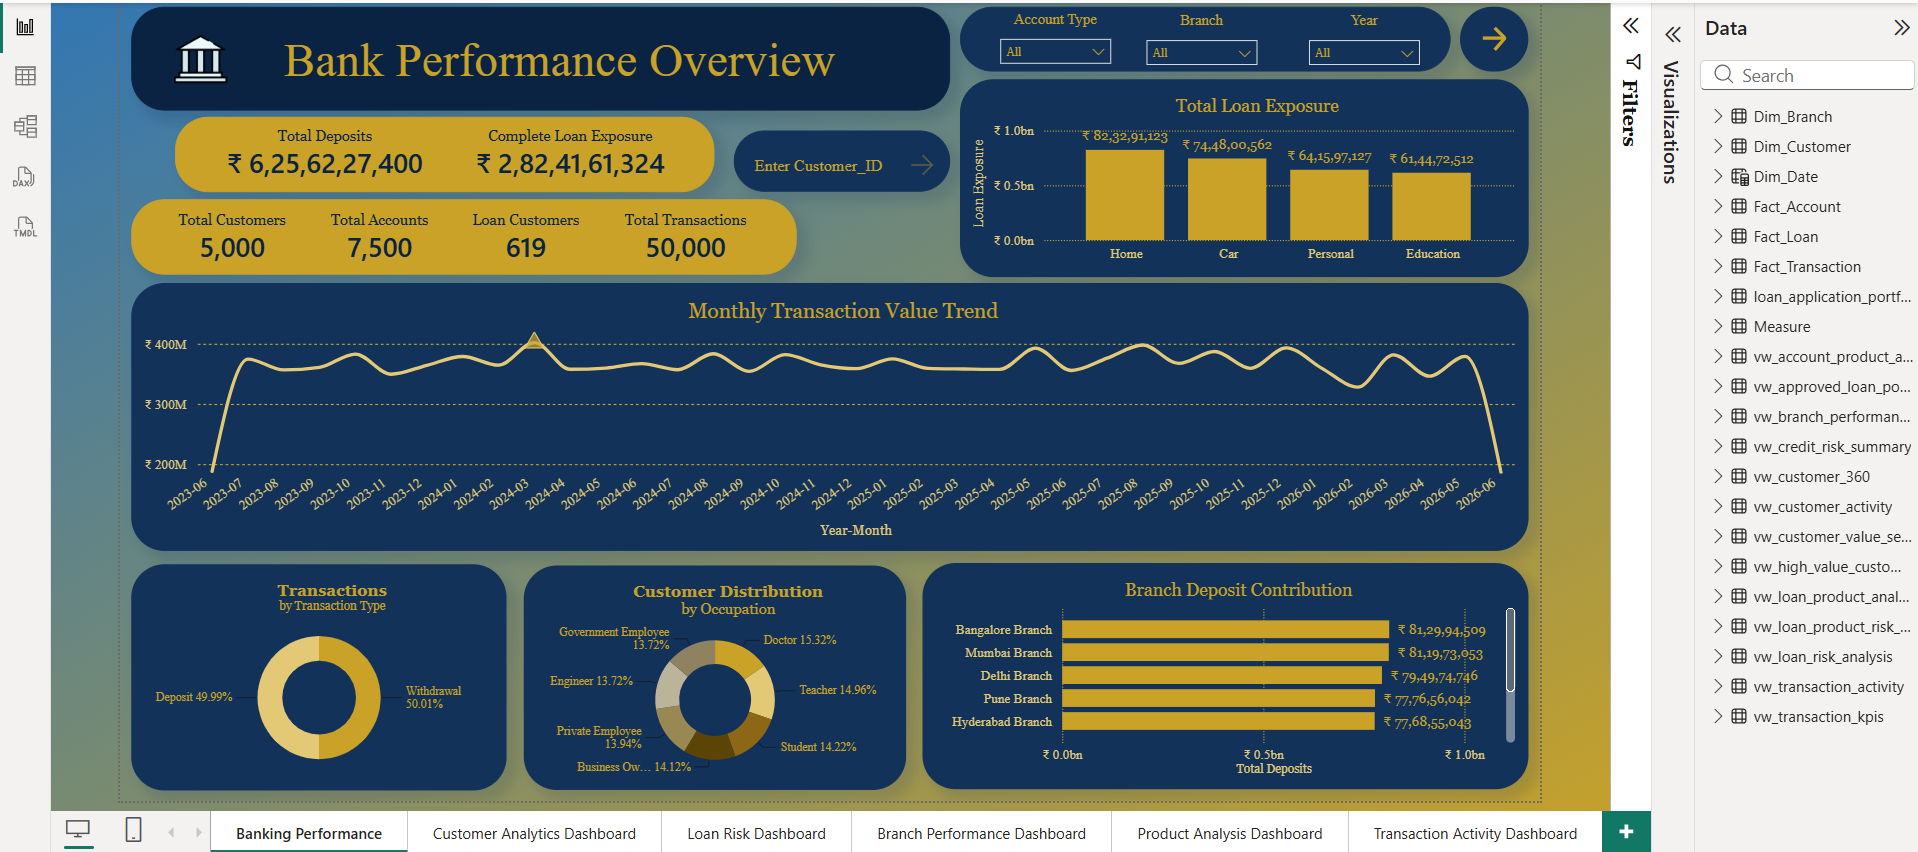 Bank Performance Overview
Account Type
Branch
Year
All
All
All
Total Deposits
Complete Loan Exposure
₹ 6,25,62,27,400
₹ 2,82,41,61,324
Enter Customer_ID
Total Customers
Total Accounts
Loan Customers
Total Transactions
5,000
7,500
619
50,000
Total Loan Exposure
Loan Exposure
₹ 1.0bn
₹ 0.5bn
₹ 0.0bn
₹ 82,32,91,123
₹ 74,48,00,562
₹ 64,15,97,127
₹ 61,44,72,512
Home
Car
Personal
Education
Monthly Transaction Value Trend
₹ 400M
₹ 300M
₹ 200M
2023-06
2023-07
2023-08
2023-09
2023-10
2023-11
2023-12
2024-01
2024-02
2024-03
2024-04
2024-05
2024-06
2024-07
2024-08
2024-09
2024-10
2024-11
2024-12
2025-01
2025-02
2025-03
2025-04
2025-05
2025-06
2025-07
2025-08
2025-09
2025-10
2025-11
2025-12
2026-01
2026-02
2026-03
2026-04
2026-05
2026-06
Year-Month
Transactions
by Transaction Type
Deposit 49.99%
Withdrawal
50.01%
Customer Distribution
by Occupation
Government Employee
13.72%
Doctor 15.32%
Engineer 13.72%
Teacher 14.96%
Private Employee
13.94%
Student 14.22%
Business Ow... 14.12%
Branch Deposit Contribution
Bangalore Branch
₹ 81,29,94,509
Mumbai Branch
₹ 81,19,73,053
Delhi Branch
₹ 79,49,74,746
Pune Branch
₹ 77,76,56,042
Hyderabad Branch
₹ 77,68,55,043
₹ 0.0bn
₹ 0.5bn
₹ 1.0bn
Total Deposits
DAX
TMDL
Filters
Visualizations
Data
Search
Dim_Branch
Dim_Customer
Dim_Date
Fact_Account
Fact_Loan
Fact_Transaction
loan_application_portf...
Measure
vw_account_product_a...
vw_approved_loan_po...
vw_branch_performan...
vw_credit_risk_summary
vw_customer_360
vw_customer_activity
vw_customer_value_se...
vw_high_value_custo...
vw_loan_product_anal...
vw_loan_product_risk_...
vw_loan_risk_analysis
vw_transaction_activity
vw_transaction_kpis
Banking Performance
Customer Analytics Dashboard
Loan Risk Dashboard
Branch Performance Dashboard
Product Analysis Dashboard
Transaction Activity Dashboard